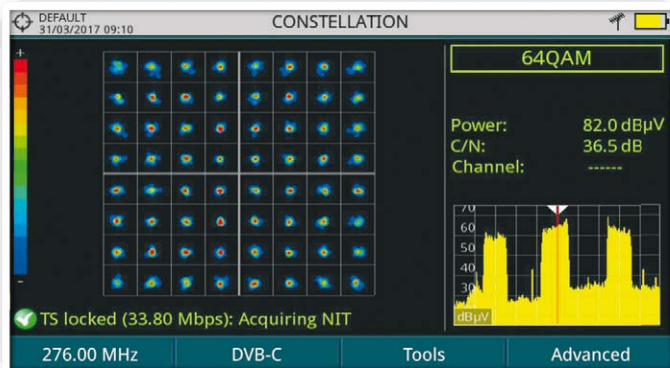 DEFAULT
31/03/2017 09:10
CONSTELLATION
+
-
64QAM
Power: 82.0 dBµV
C/N: 36.5 dB
Channel: ------
70
60
50
40
30
dBµV
TS locked (33.80 Mbps): Acquiring NIT
276.00 MHz DVB-C Tools Advanced